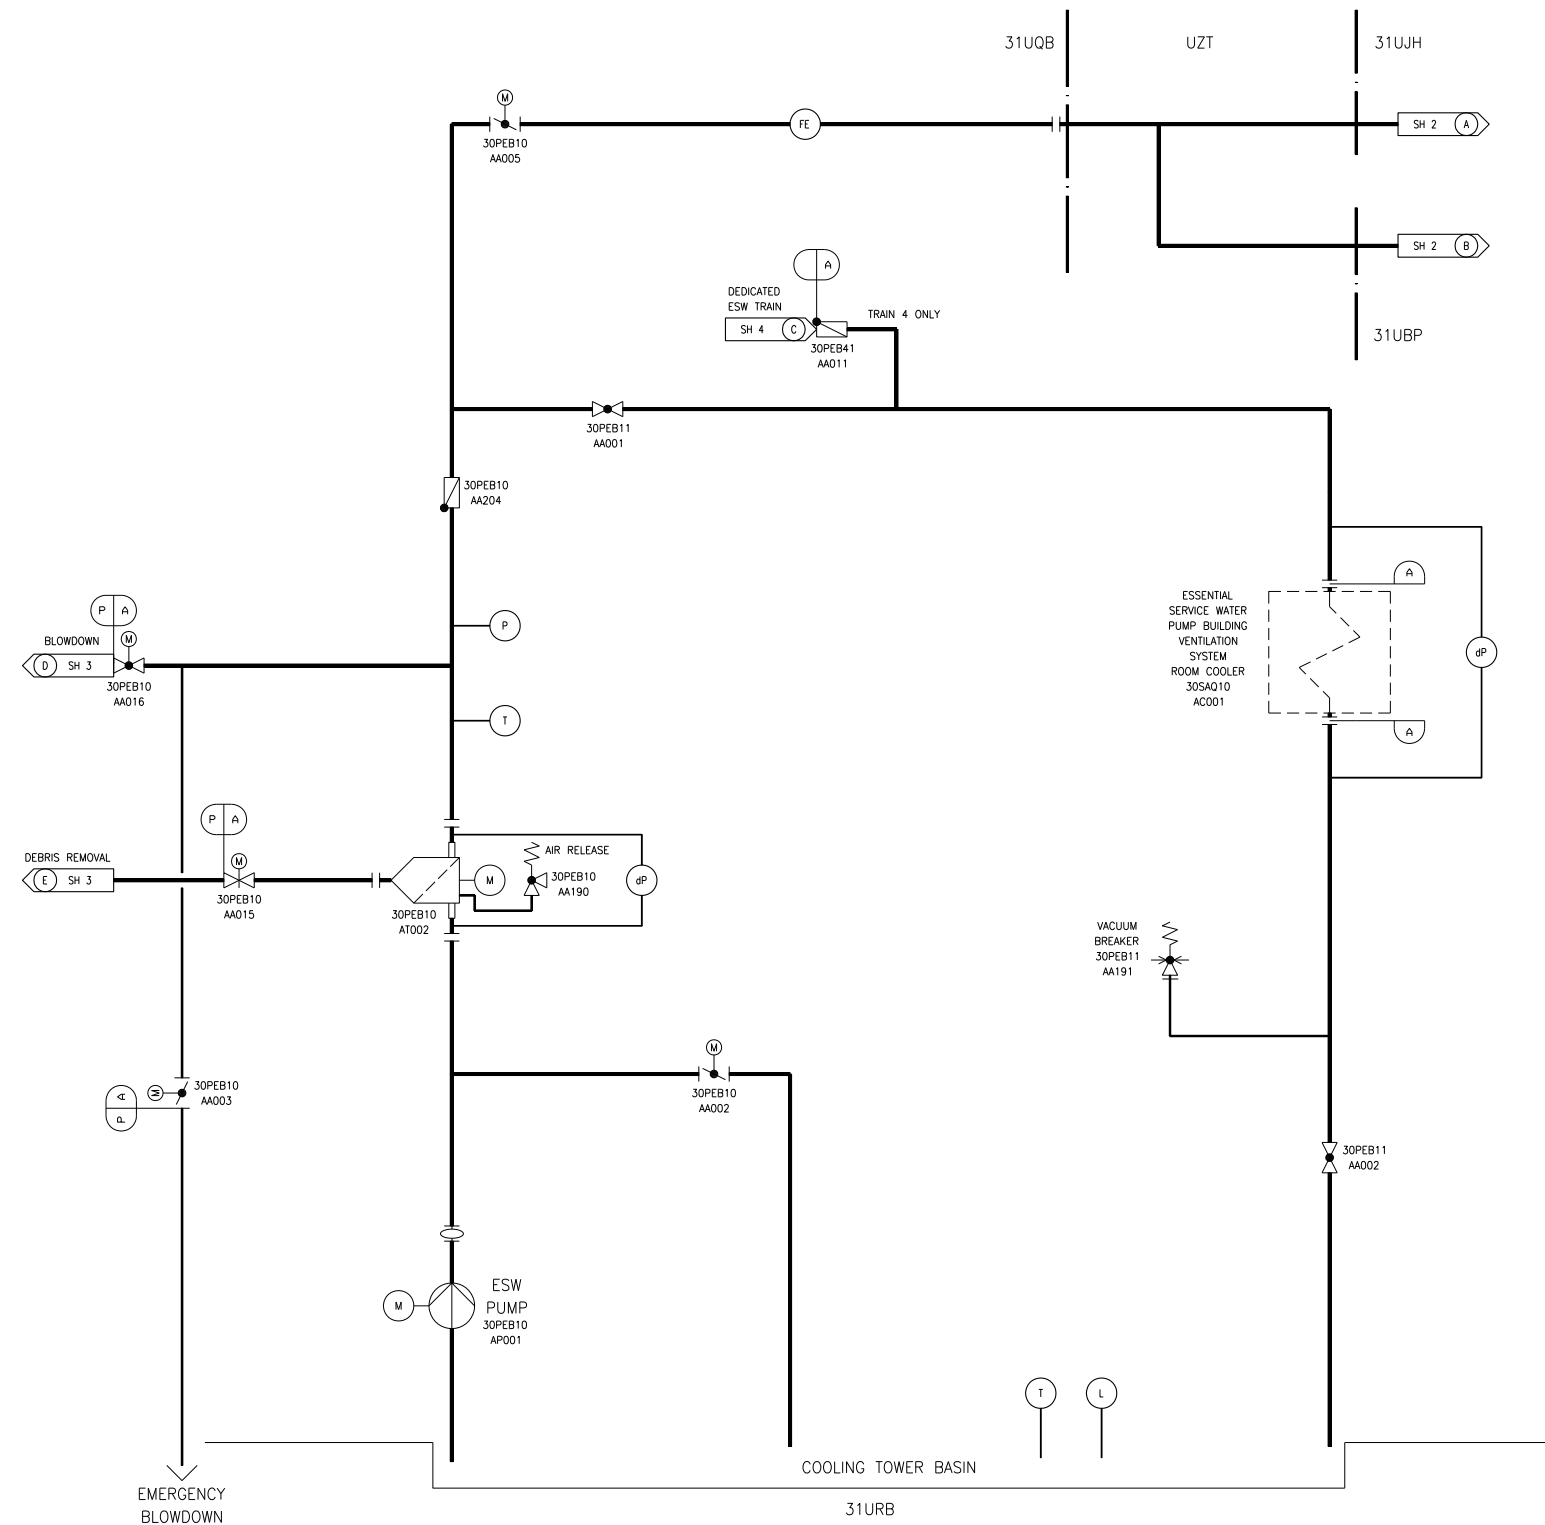 31UQB
UZT
31UJH
M
30PEB10
AA005
FE
SH 2 A
SH 2 B
31UBP
A
DEDICATED
ESW TRAIN
SH 4 C
TRAIN 4 ONLY
30PEB41
AA011
30PEB11
AA001
30PEB10
AA204
P A
BLOWDOWN
M
D SH 3
30PEB10
AA016
P
T
A
ESSENTIAL
SERVICE WATER
PUMP BUILDING
VENTILATION
SYSTEM
ROOM COOLER
30SAQ10
AC001
dP
A
P A
DEBRIS REMOVAL
M
E SH 3
30PEB10
AA015
AIR RELEASE
M
30PEB10
AA190
dP
30PEB10
AT002
VACUUM
BREAKER
30PEB11
AA191
M
30PEB10
AA002
P A
M
30PEB10
AA003
30PEB11
AA002
M
ESW
PUMP
30PEB10
AP001
T
L
COOLING TOWER BASIN
31URB
EMERGENCY
BLOWDOWN